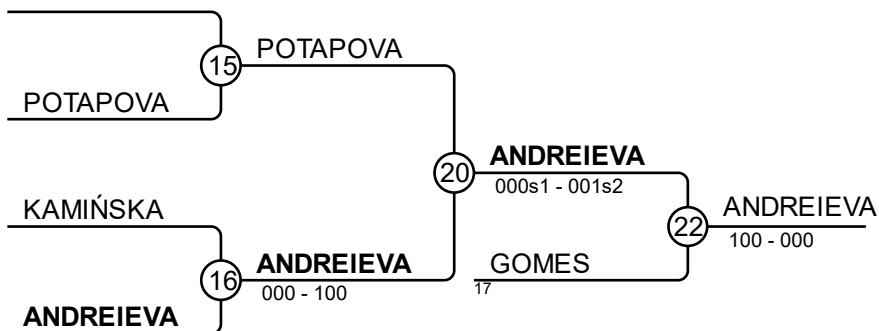 POTAPOVA
15
POTAPOVA
ANDREIEVA
20
000s1 - 001s2
KAMIŃSKA
ANDREIEVA
22
100 - 000
ANDREIEVA
GOMES
16
17
000 - 100
ANDREIEVA